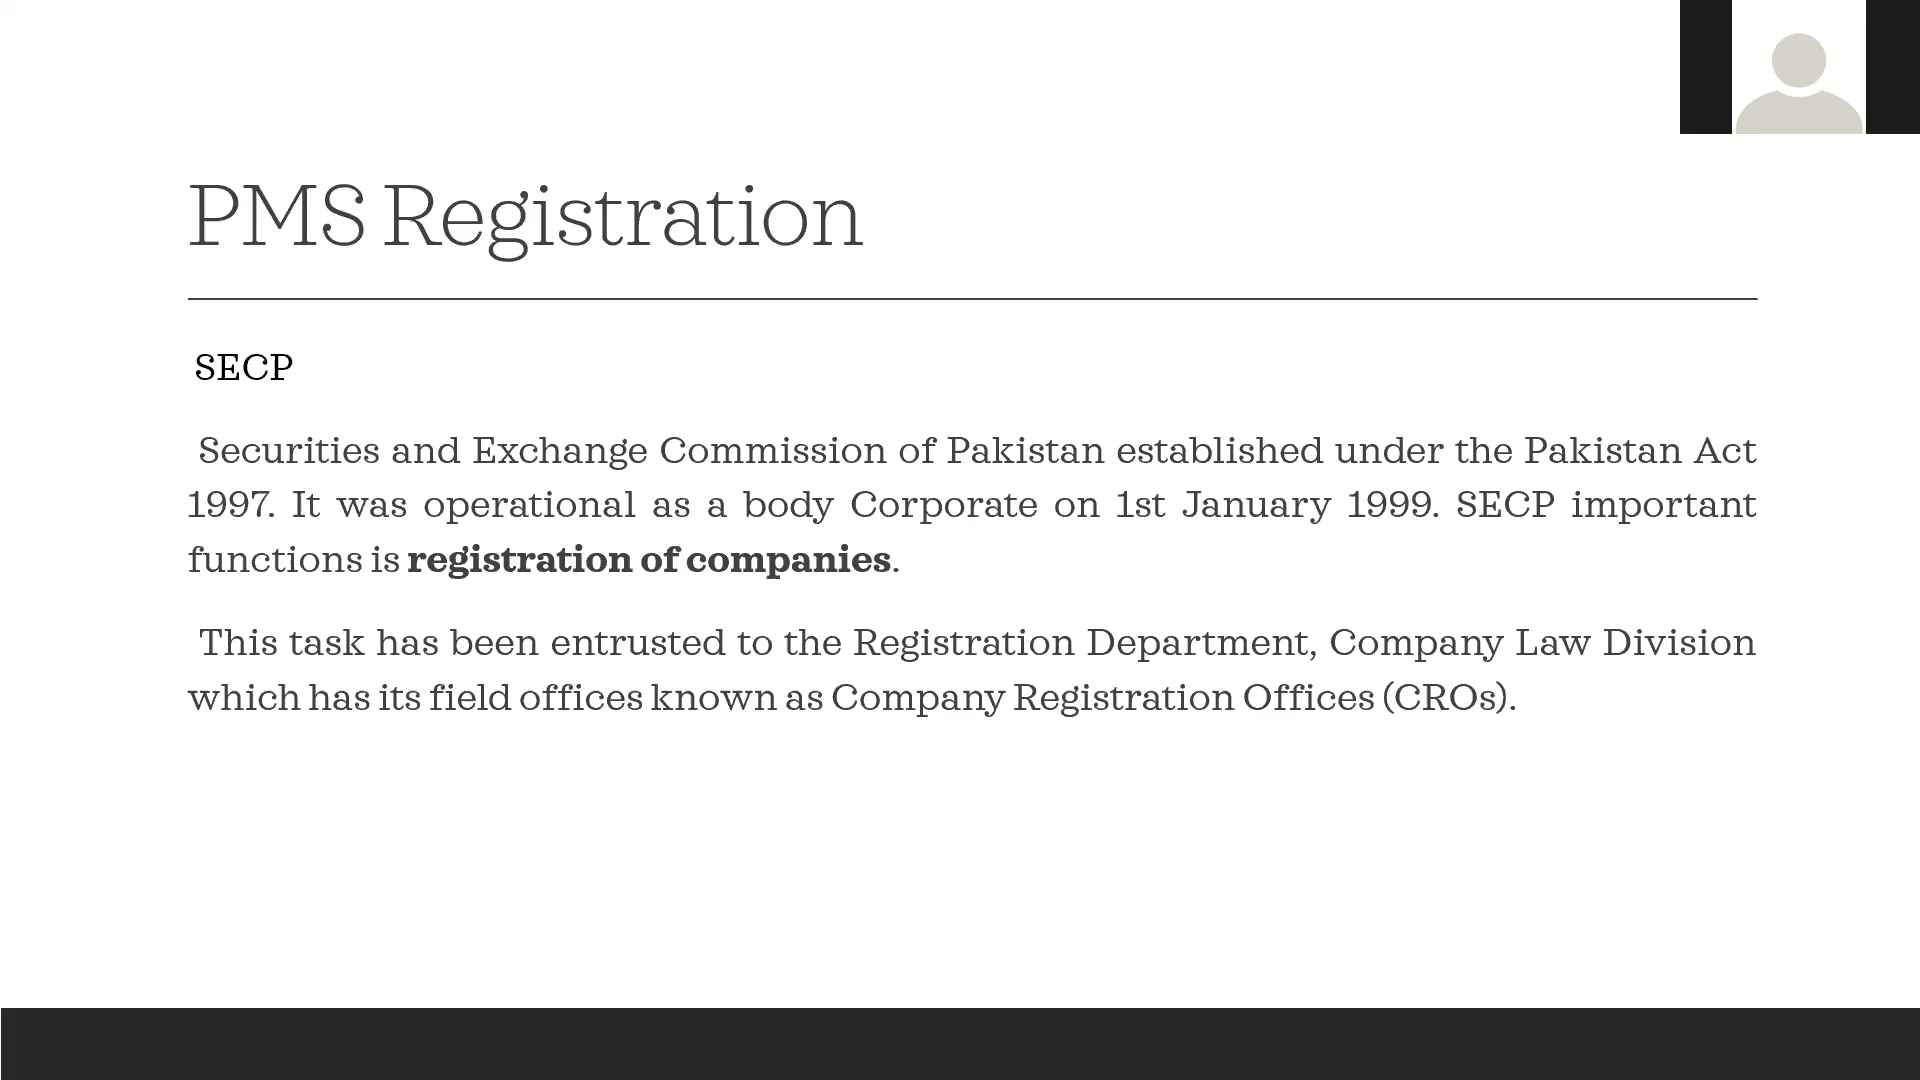 PMS Registration
SECP
Securities and Exchange Commission of Pakistan established under the Pakistan Act
1997. It was operational as a body Corporate on 1st January 1999. SECP important
functions is registration of companies.
This task has been entrusted to the Registration Department, Company Law Division
which has its field offices known as Company Registration Offices (CROs).